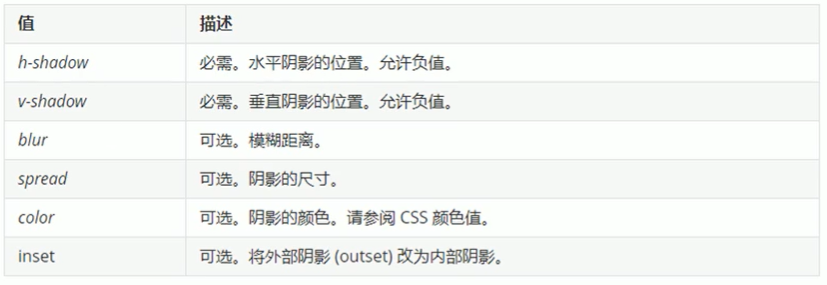 值 描述
h-shadow 必需。水平阴影的位置。允许负值。
v-shadow 必需。垂直阴影的位置。允许负值。
blur 可选。模糊距离。
spread 可选。阴影的尺寸。
color 可选。阴影的颜色。请参阅 CSS 颜色值。
inset 可选。将外部阴影 (outset) 改为内部阴影。